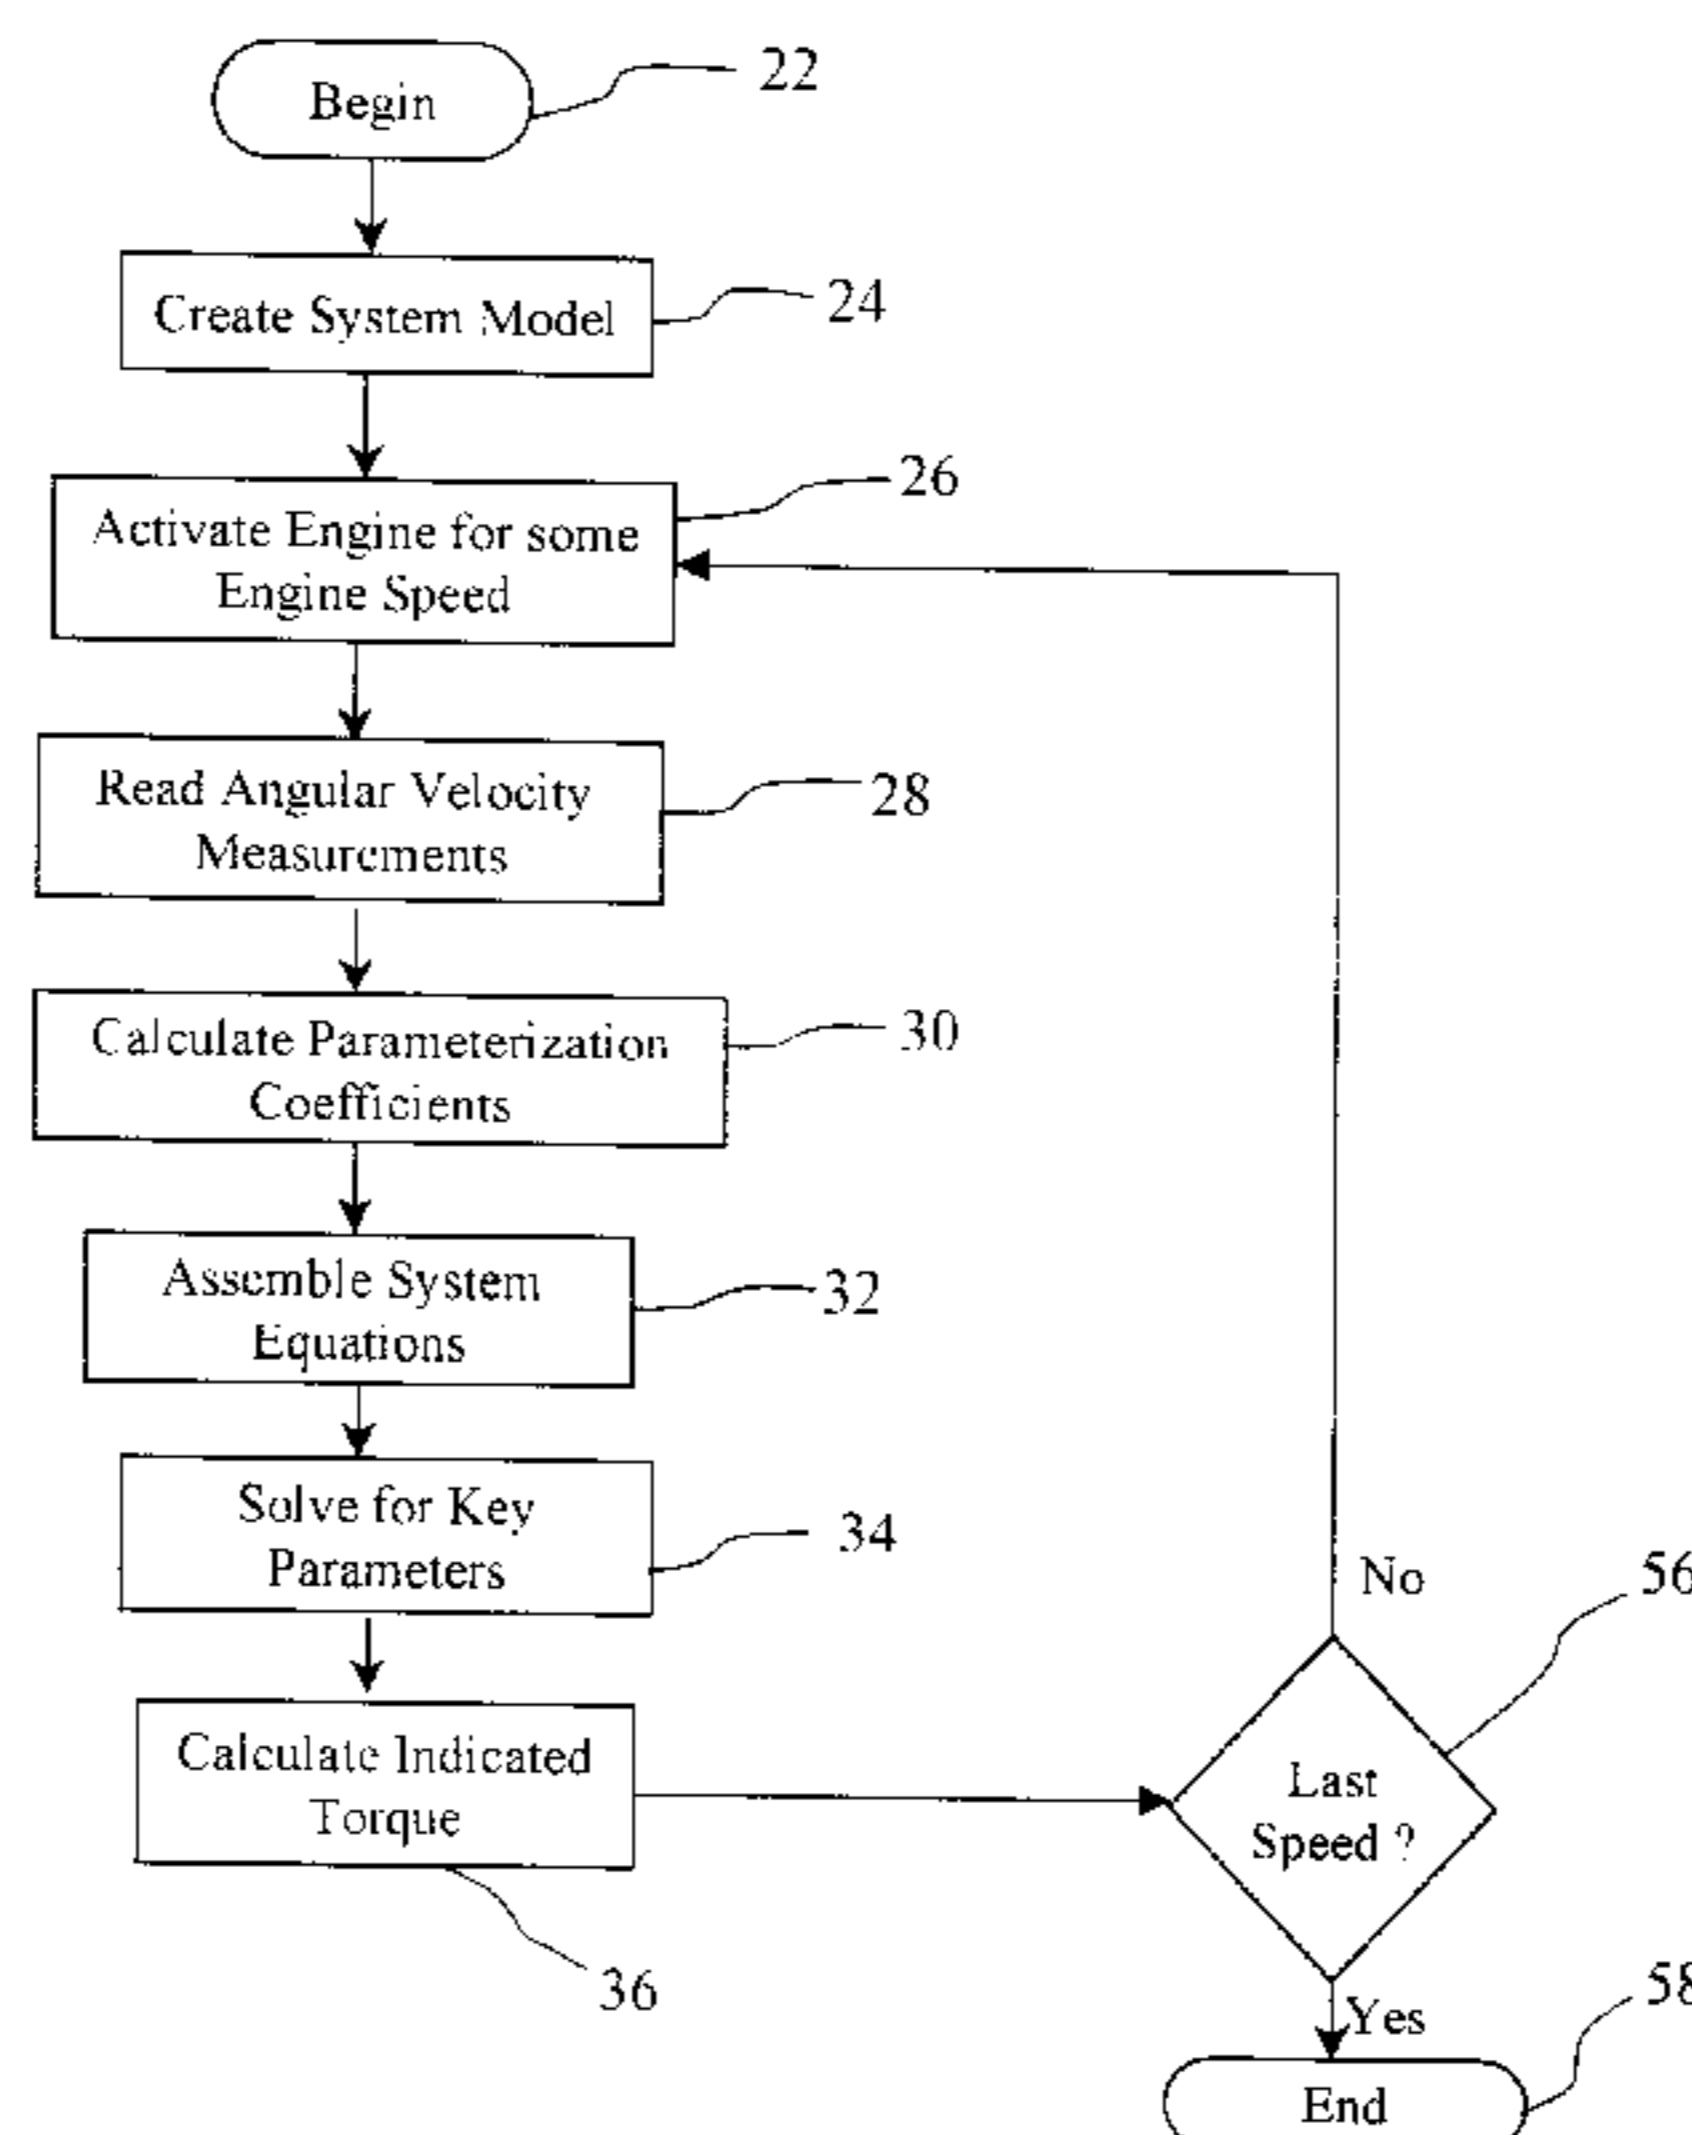 Begin
22
Create System Model
24
26
Activate Engine for some
Engine Speed
Read Angular Velocity
Measurements
28
Calculate Parameterization
Coefficients
30
Assemble System
Equations
32
Solve for Key
Parameters
34
No
56
Calculate Indicated
Torque
Last
Speed ?
36
58
Yes
End